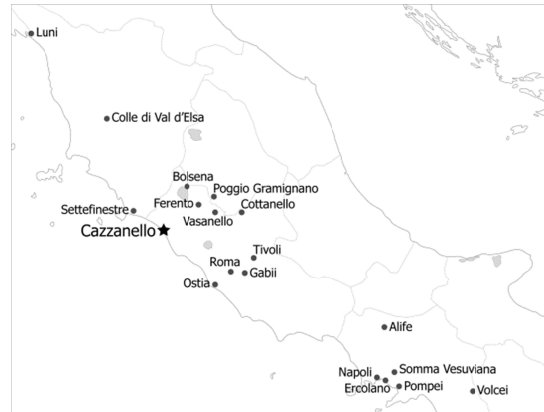 Luni
Colle di Val d'Elsa
Bolsena
Poggio Gramignano
Ferento
Cottanello
Settefinestre
Vasanello
Cazzanello
Tivoli
Roma
Gabii
Ostia
Alife
Napoli
Somma Vesuviana
Ercolano
Pompei
Volcei